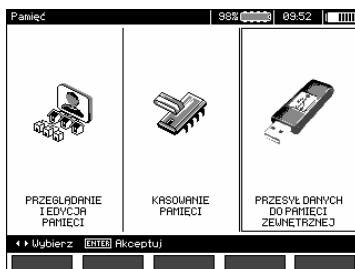 Pamięć 98% 09:52
PRZEGLĄDANIE
I EDYCJA
PAMIĘCI
KASOWANIE
PAMIĘCI
PRZESYŁ DANYCH
DO PAMIĘCI
ZEWNĘTRZNEJ
Wybierz ENTER Akceptuj